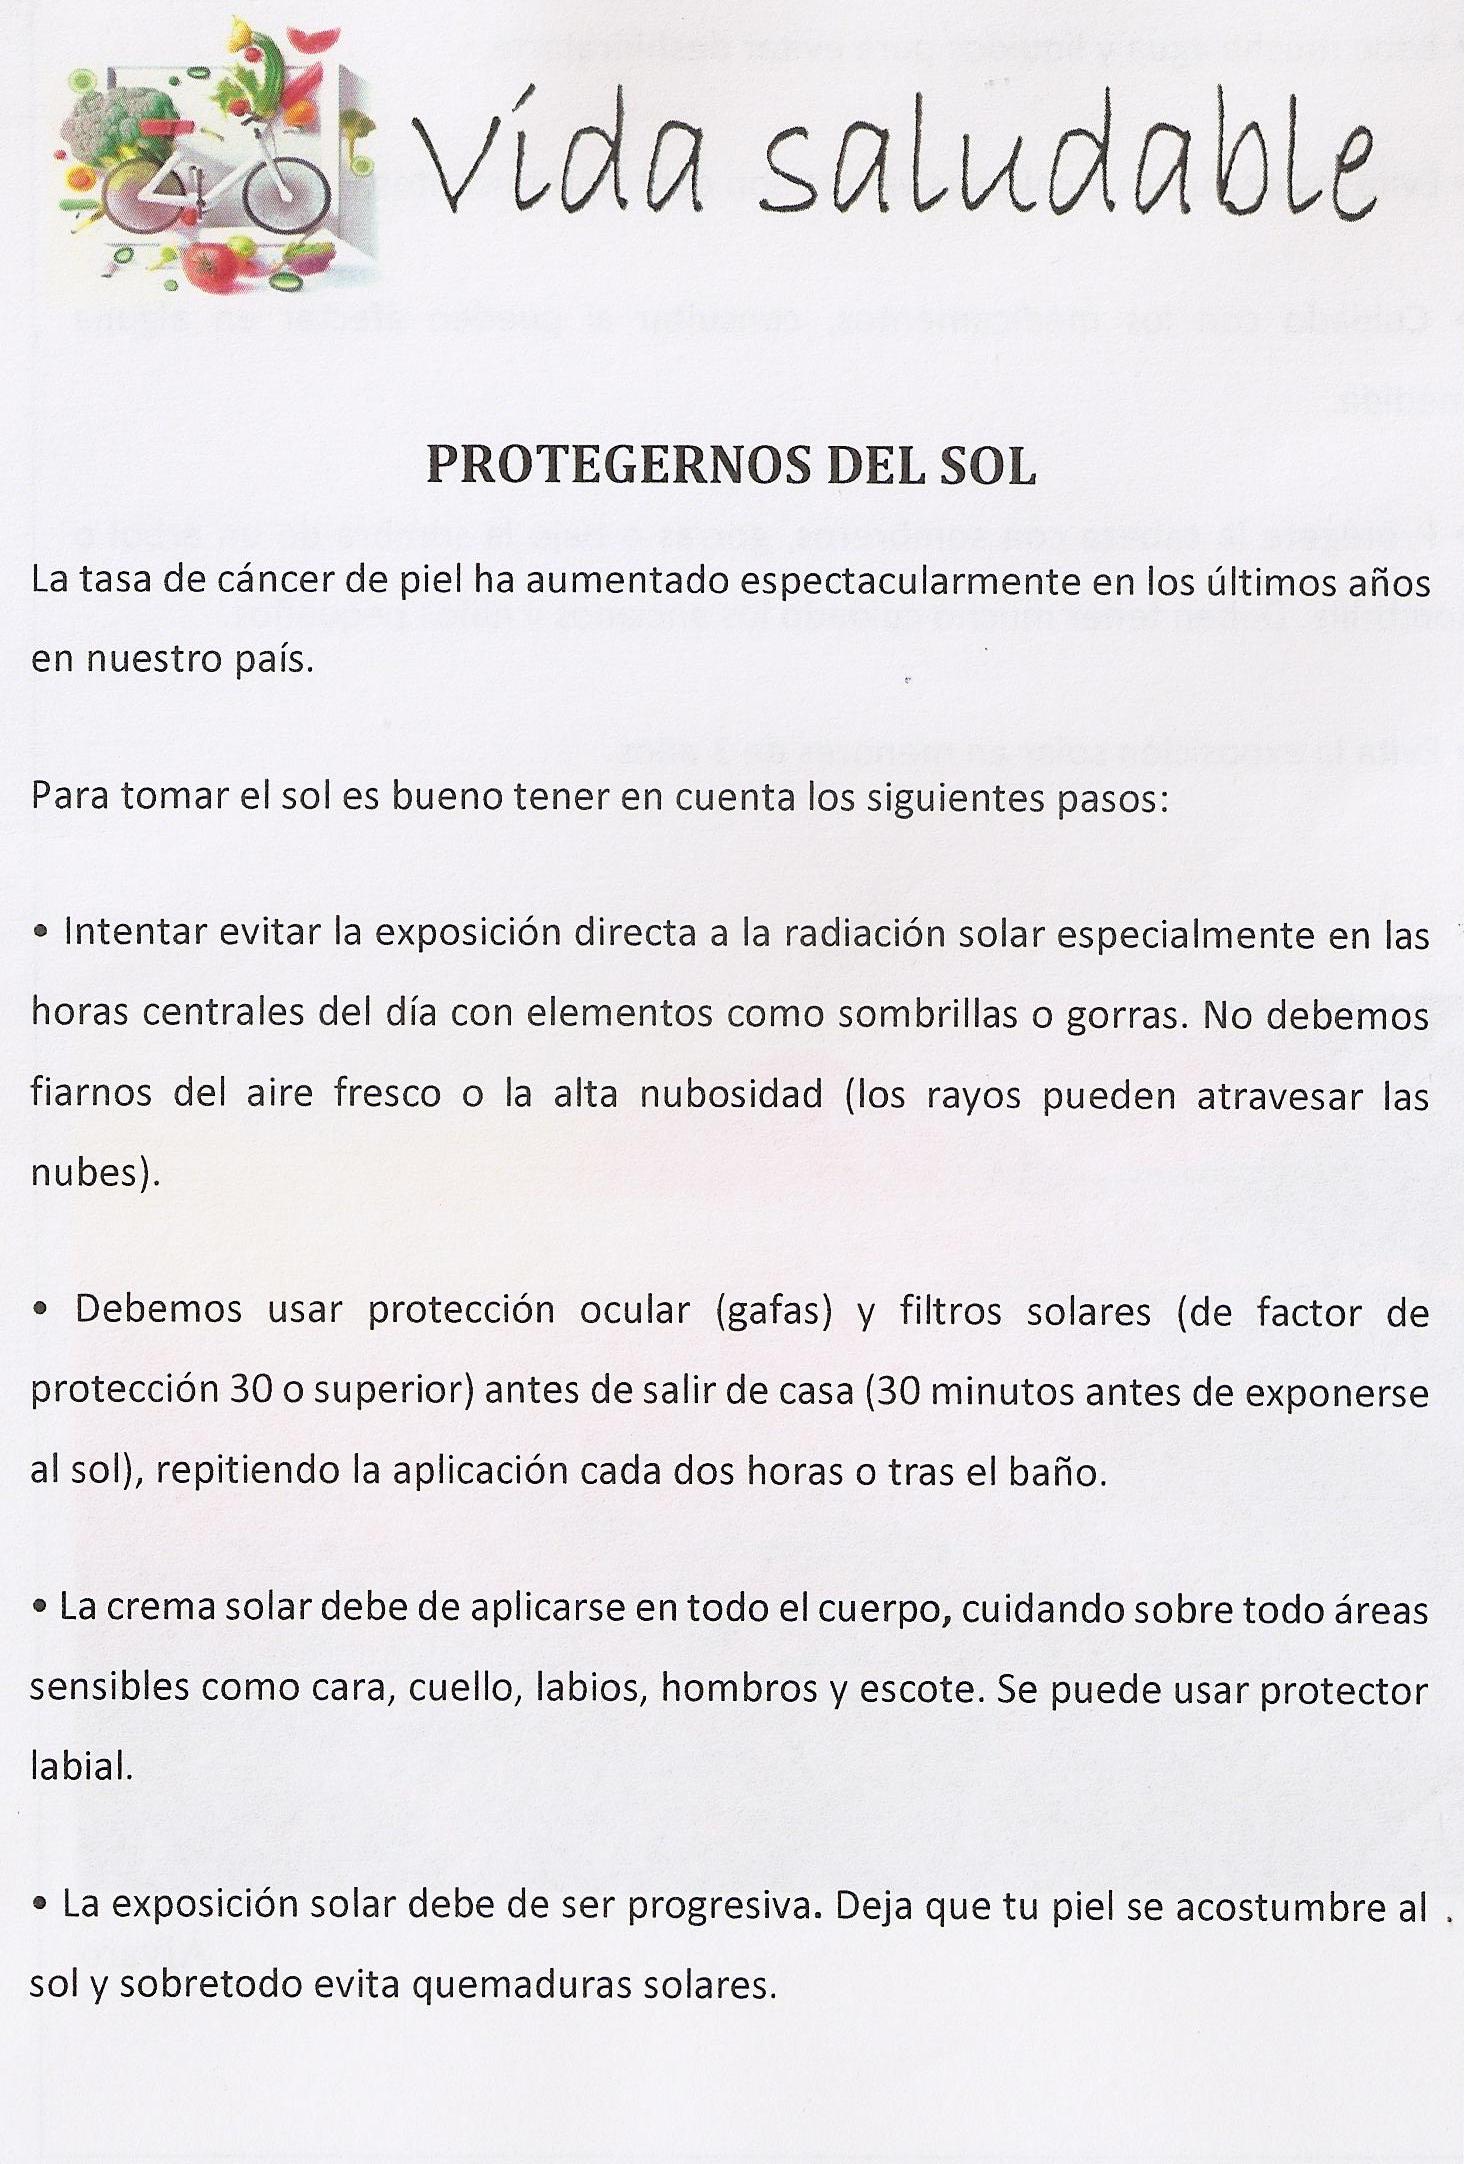 Vida saludable
PROTEGERNOS DEL SOL
La tasa de cáncer de piel ha aumentado espectacularmente en los últimos años
en nuestro país.
Para tomar el sol es bueno tener en cuenta los siguientes pasos:
• Intentar evitar la exposición directa a la radiación solar especialmente en las
horas centrales del día con elementos como sombrillas o gorras. No debemos
fiarnos del aire fresco o la alta nubosidad (los rayos pueden atravesar las
nubes).
• Debemos usar protección ocular (gafas) y filtros solares (de factor de
protección 30 o superior) antes de salir de casa (30 minutos antes de exponerse
al sol), repitiendo la aplicación cada dos horas o tras el baño.
• La crema solar debe de aplicarse en todo el cuerpo, cuidando sobre todo áreas
sensibles como cara, cuello, labios, hombros y escote. Se puede usar protector
labial.
• La exposición solar debe de ser progresiva. Deja que tu piel se acostumbre al
sol y sobretodo evita quemaduras solares.